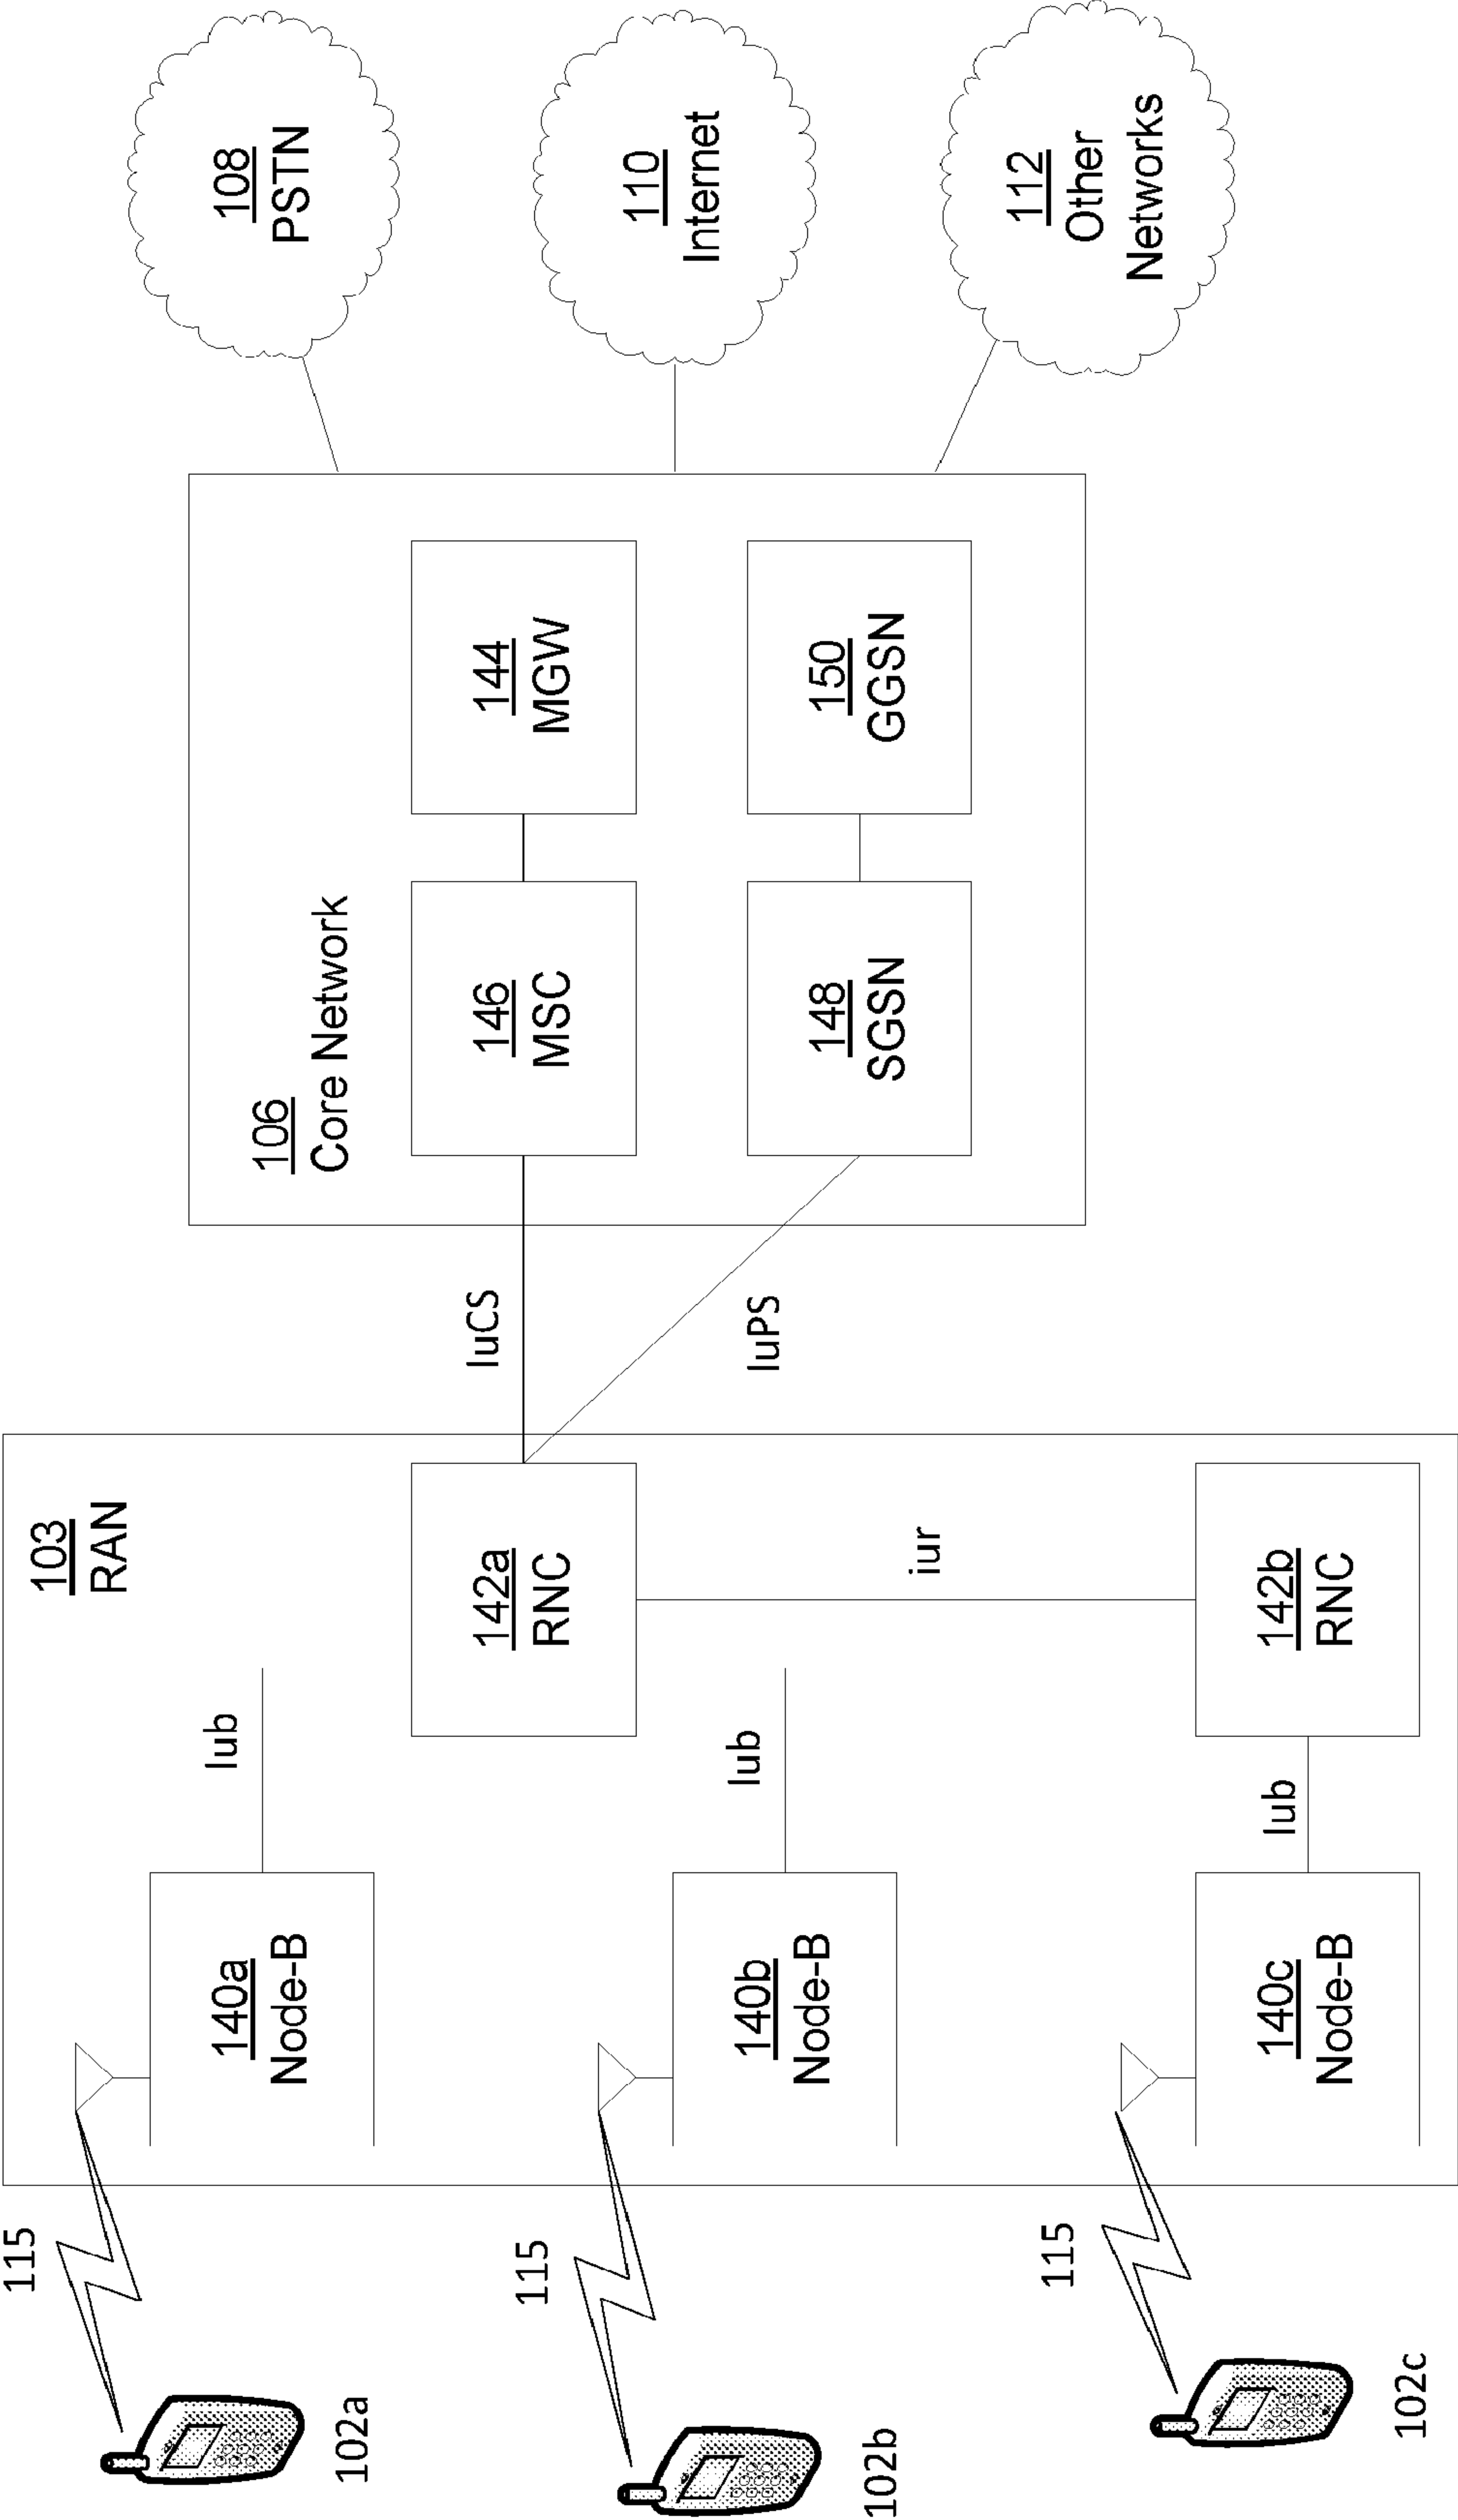 115
102a
103
RAN
140a
Node-B
Iub
115
102b
140b
Node-B
Iub
142a
RNC
iur
115
102c
140c
Node-B
Iub
142b
RNC
IuCS
IuPS
106
Core Network
146
MSC
144
MGW
148
SGSN
150
GGSN
108
PSTN
110
Internet
112
Other
Networks